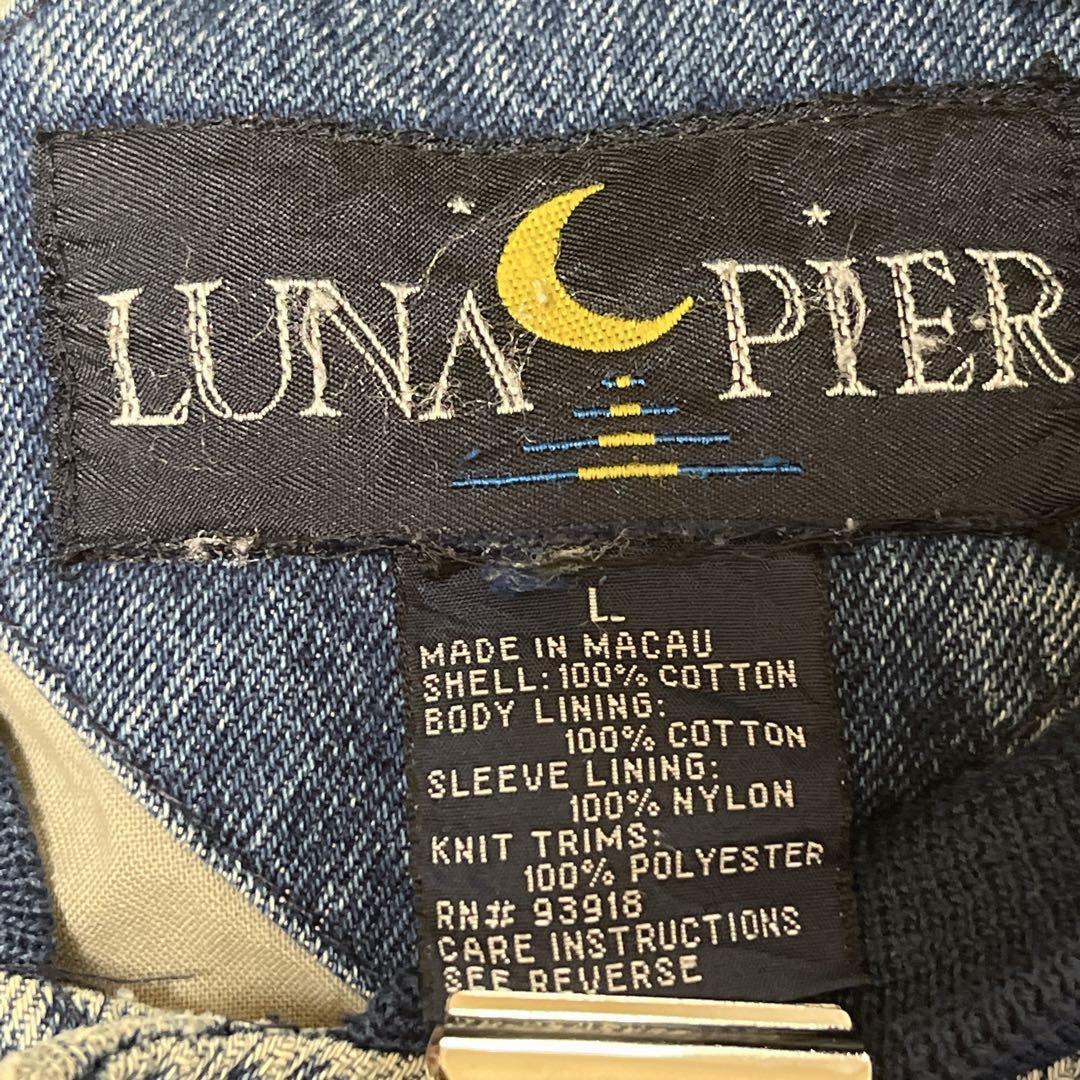 LUNA PIER
L
MADE IN MACAU
SHELL: 100% COTTON
BODY LINING:
100% COTTON
SLEEVE LINING:
100% NYLON
KNIT TRIMS:
100% POLYESTER
RN# 93918
CARE INSTRUCTIONS
SEE REVERSE